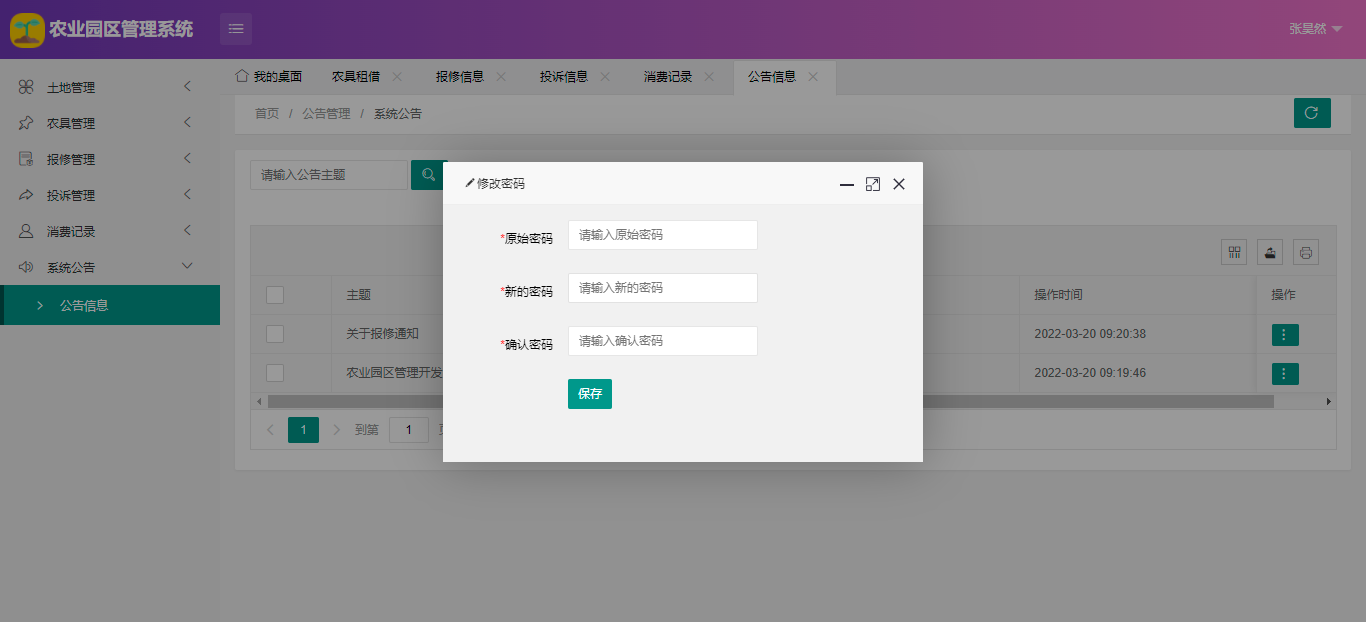 农业园区管理系统
张昊然
土地管理
农具管理
报修管理
投诉管理
消费记录
系统公告
公告信息
我的桌面 农具租借 报修信息 投诉信息 消费记录 公告信息
首页 / 公告管理 / 系统公告
请输入公告主题
主题 操作时间 操作
关于报修通知 2022-03-20 09:20:38
农业园区管理开发 2022-03-20 09:19:46
1 到第 1
修改密码
*原始密码 请输入原始密码
*新的密码 请输入新的密码
*确认密码 请输入确认密码
保存